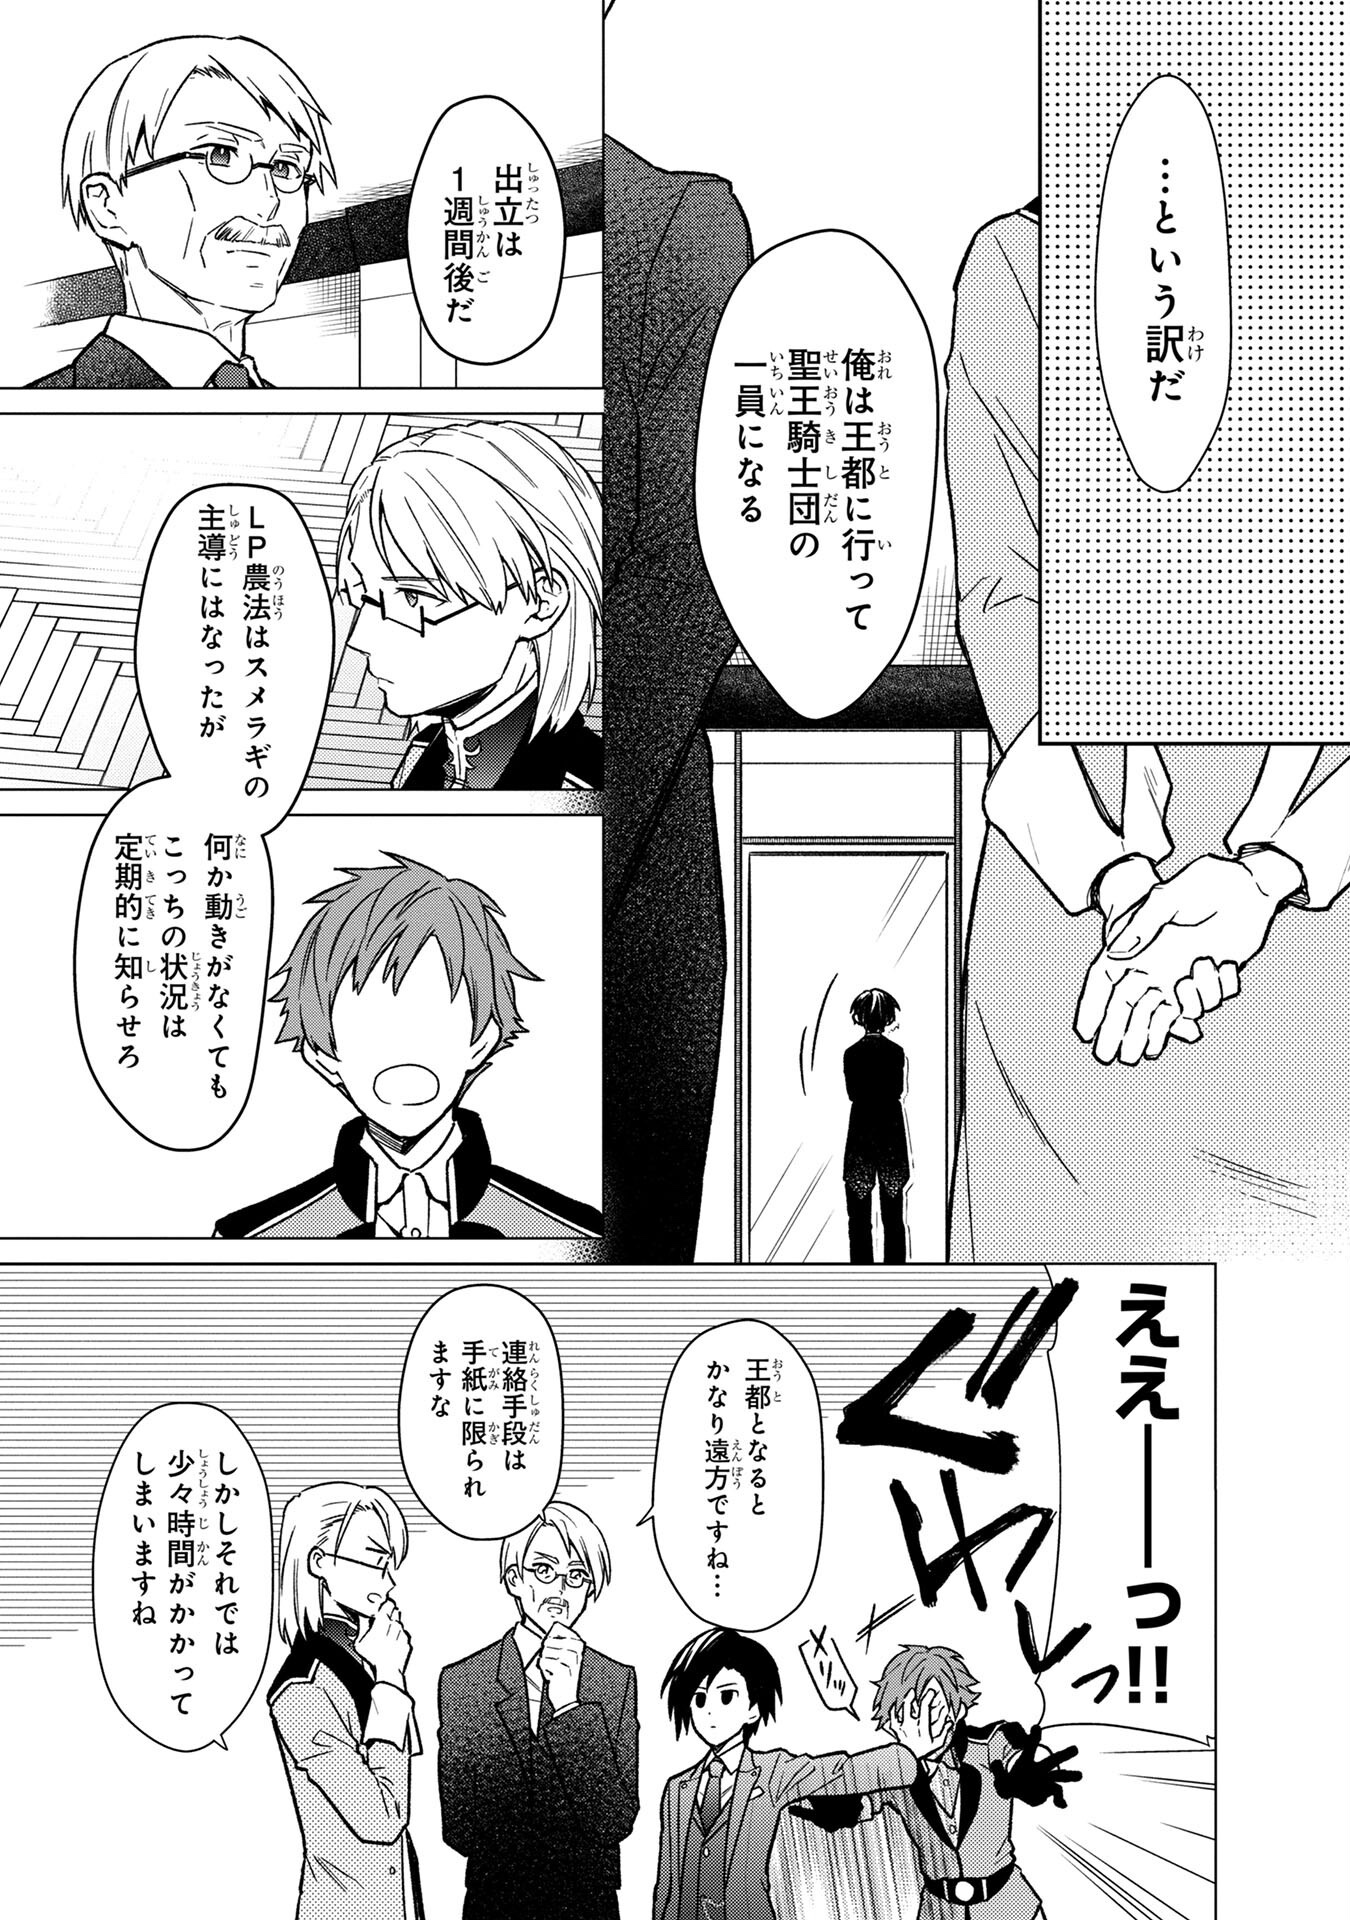 …という訳だ
俺は王都に行って
聖王騎士団の
一員になる
出立は
1週間後だ
LP農法はスメラギの
主導にはなったが
何か動きがなくても
こっちの状況は
定期的に知らせろ
ええーーっ!!
ぐ
王都となると
かなり遠方ですね…
連絡手段は
手紙に限られ
ますな
しかしそれでは
少々時間がかかって
しまいますね